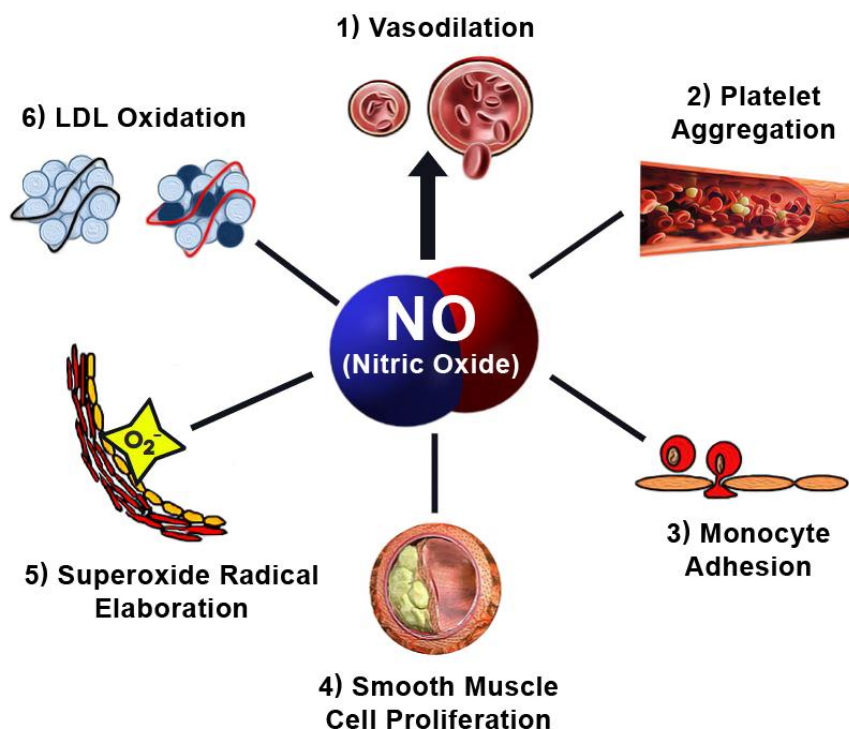 1) Vasodilation
2) Platelet
Aggregation
3) Monocyte
Adhesion
4) Smooth Muscle
Cell Proliferation
5) Superoxide Radical
Elaboration
6) LDL Oxidation
NO
(Nitric Oxide)
O₂⁻